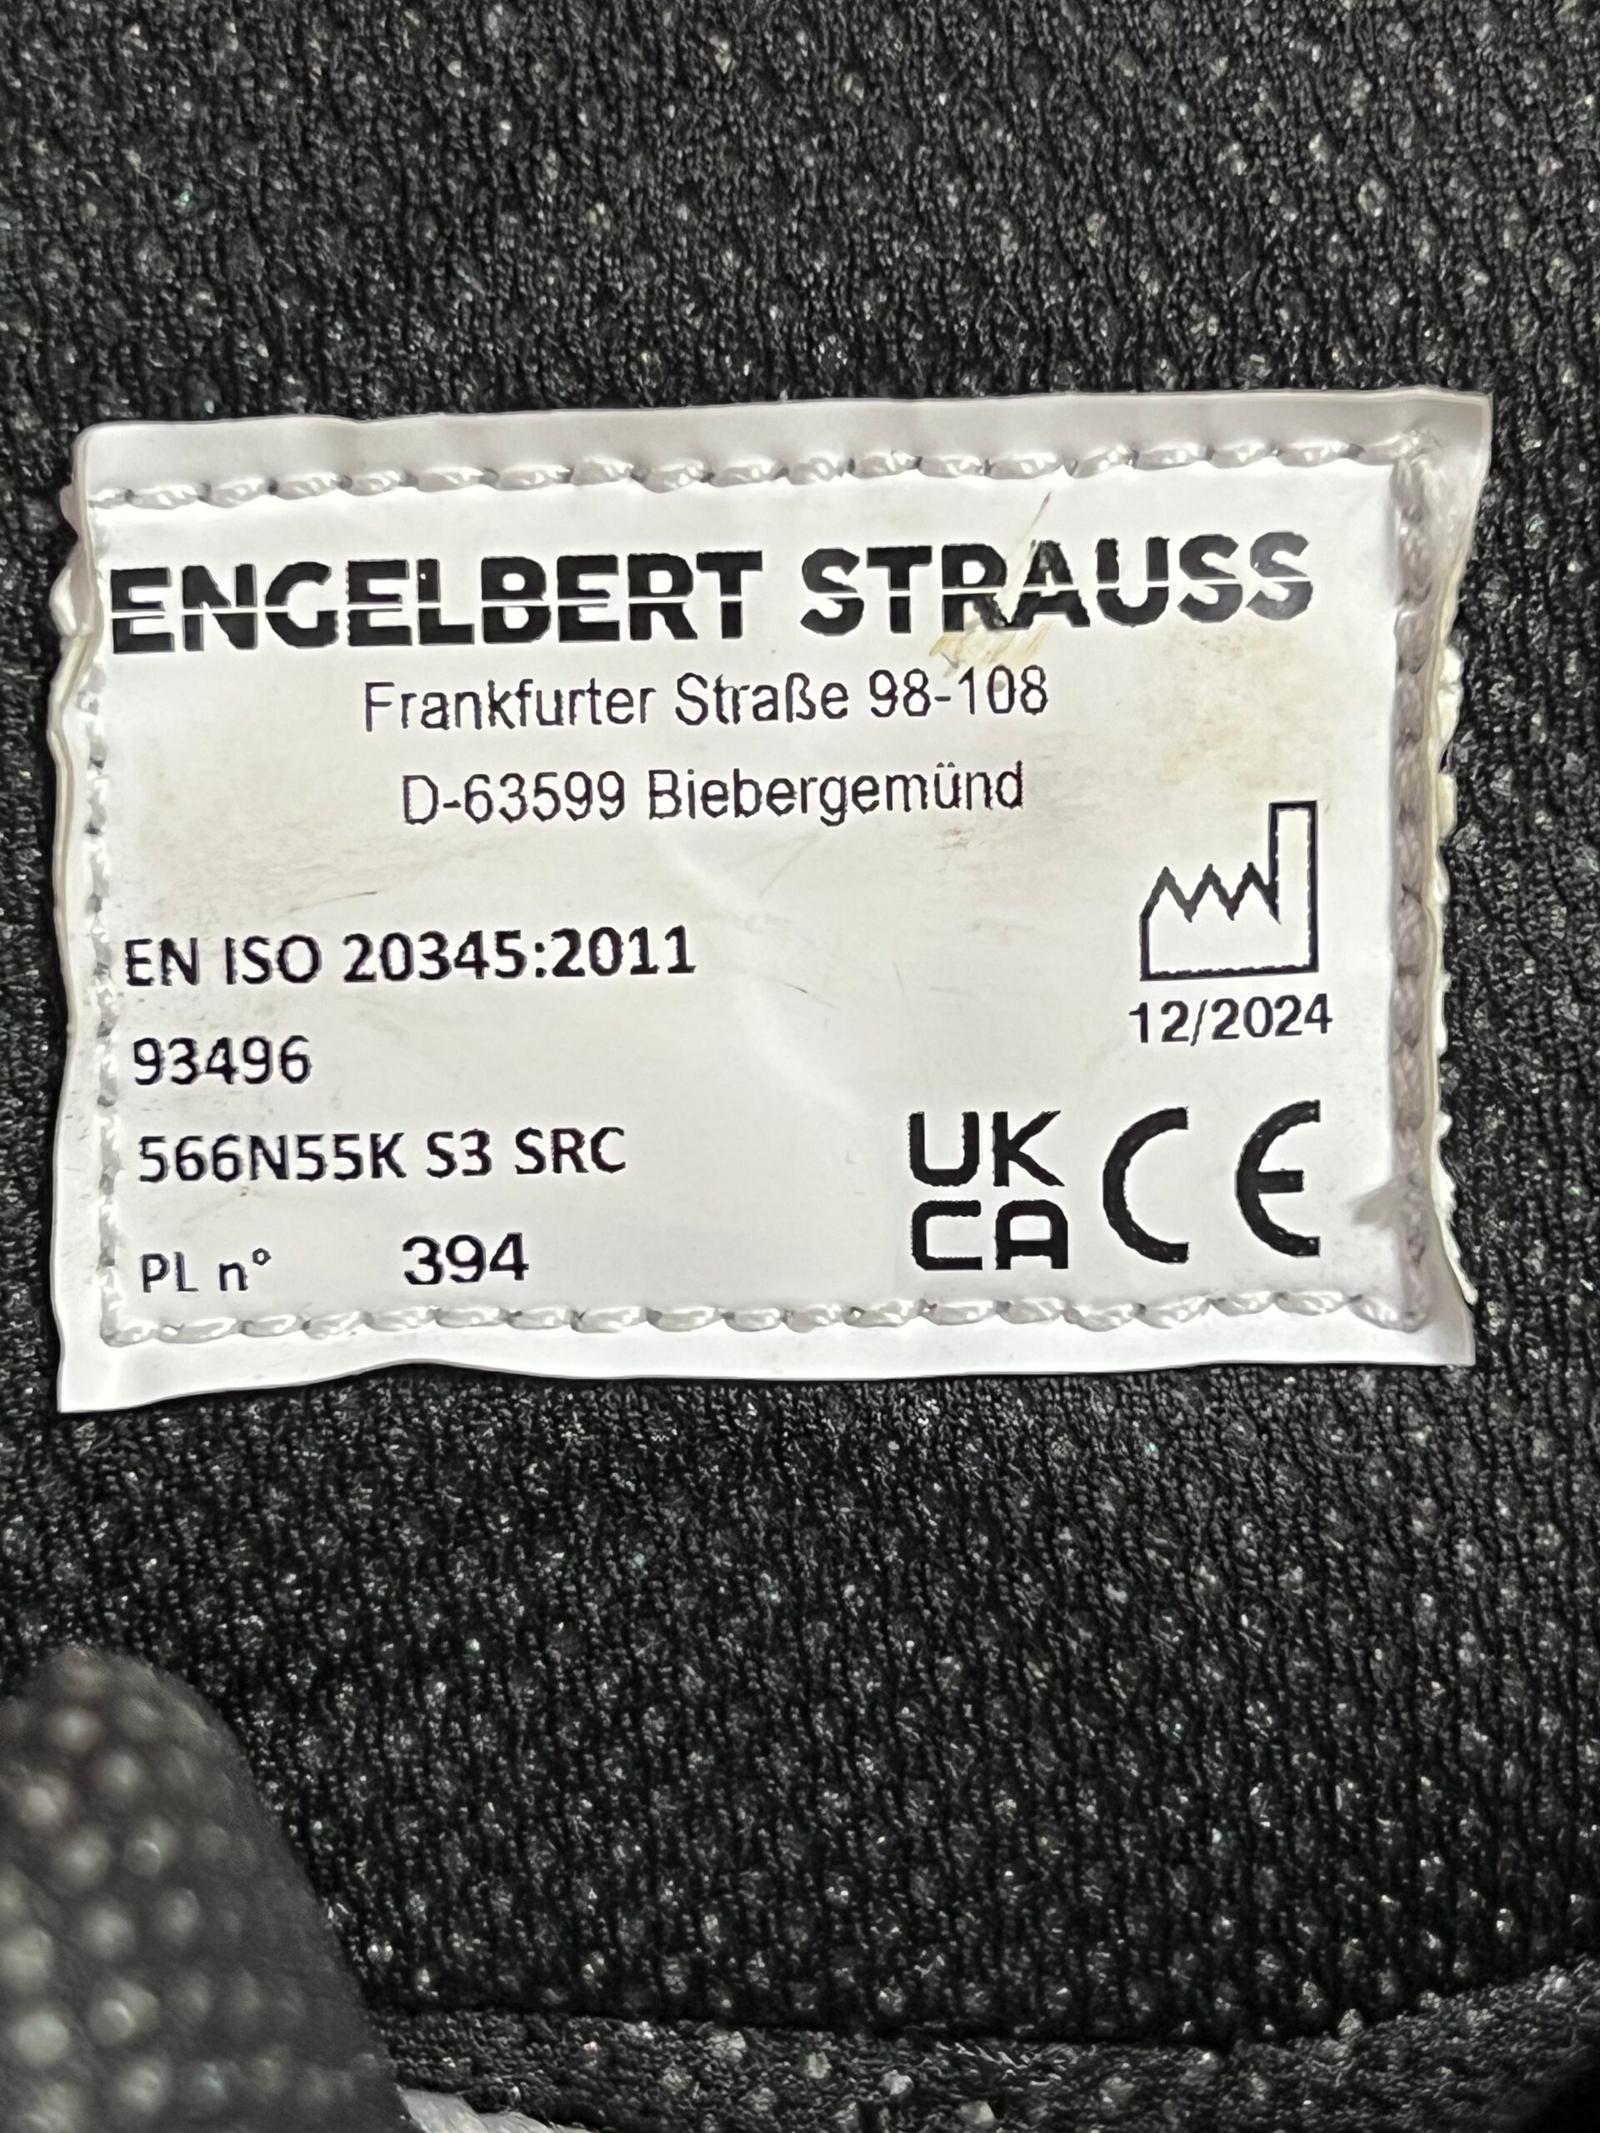 ENGELBERT STRAUSS
Frankfurter Straße 98-108
D-63599 Biebergemünd
EN ISO 20345:2011
12/2024
93496
566N55K S3 SRC
UK
CA CE
PL n° 394